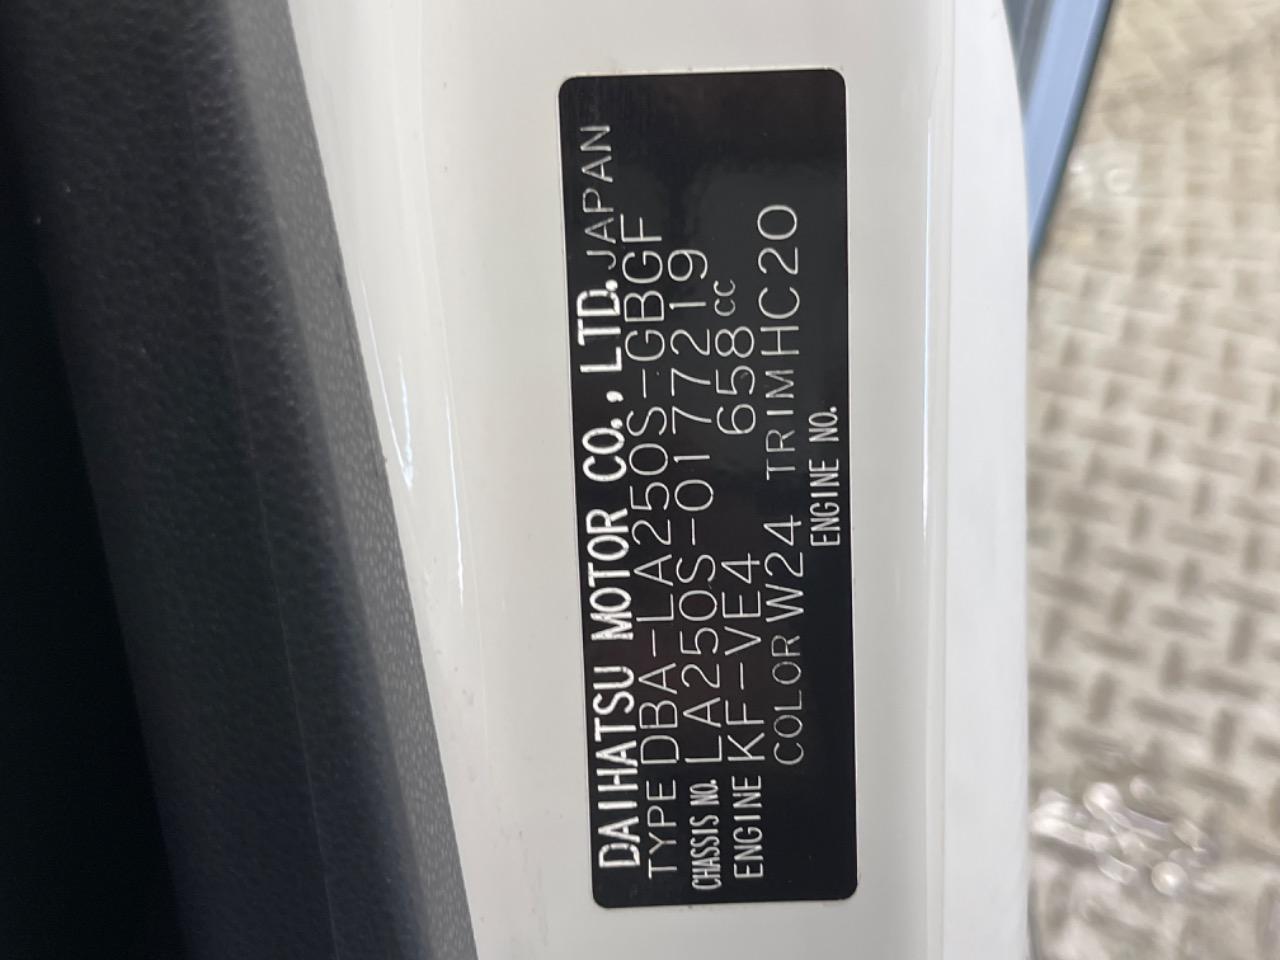 DAIHATSU MOTOR CO., LTD. JAPAN
TYPE DBA-LA250S-GBGF
CHASSIS NO. LA250S-0177219
ENGINE KF-VE4 658cc
COLOR W24 TRIM HC20
ENGINE NO.